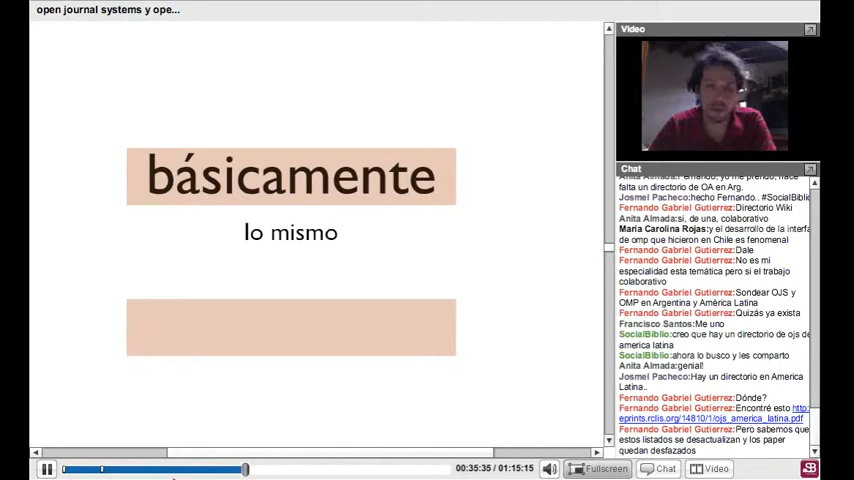 open journal systems y ope...
básicamente
lo mismo
Video
Chat
Anita Almada:Fernando, yo me prendo, hace
falta un directorio de OA en Arg.
Josmel Pacheco:hecho Fernando.. #SocialBiblio
Fernando Gabriel Gutierrez:Directorio Wiki
Anita Almada:si, de una, colaborativo
María Carolina Rojas:y el desarrollo de la interfa
de omp que hicieron en Chile es fenomenal
Fernando Gabriel Gutierrez:Dale
Fernando Gabriel Gutierrez:No es mi
especialidad esta temática pero si el trabajo
colaborativo
Fernando Gabriel Gutierrez:Sondear OJS y
OMP en Argentina y Amèrica Latina
Fernando Gabriel Gutierrez:Quizás ya exista
Francisco Santos:Me uno
SocialBiblio:creo que hay un directorio de ojs de
america latina
SocialBiblio:ahora lo busco y les comparto
Anita Almada:genial!
Josmel Pacheco:Hay un directorio en America
Latina..
Fernando Gabriel Gutierrez:Dónde?
Fernando Gabriel Gutierrez:Encontré esto http:
eprints.rclis.org/14810/1/ojs_america_latina.pdf
Fernando Gabriel Gutierrez:Pero sabemos que
estos listados se desactualizan y los paper
quedan desfazados
00:35:35 / 01:15:15
Fullscreen
Chat
Video
SB